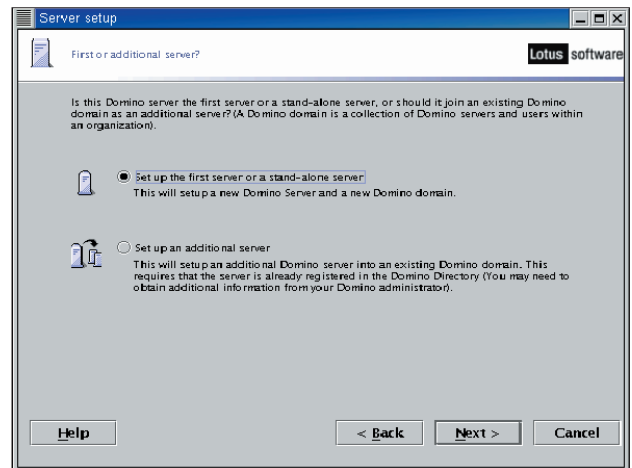 Server setup
First or additional server?
Lotus software
Is this Domino server the first server or a stand-alone server, or should it join an existing Domino
domain as an additional server? (A Domino domain is a collection of Domino servers and users within
an organization).
Set up the first server or a stand-alone server
This will setup a new Domino Server and a new Domino domain.
Set up an additional server
This will setup an additional Domino server into an existing Domino domain. This
requires that the server is already registered in the Domino Directory (You may need to
obtain additional information from your Domino administrator).
Help
< Back
Next >
Cancel